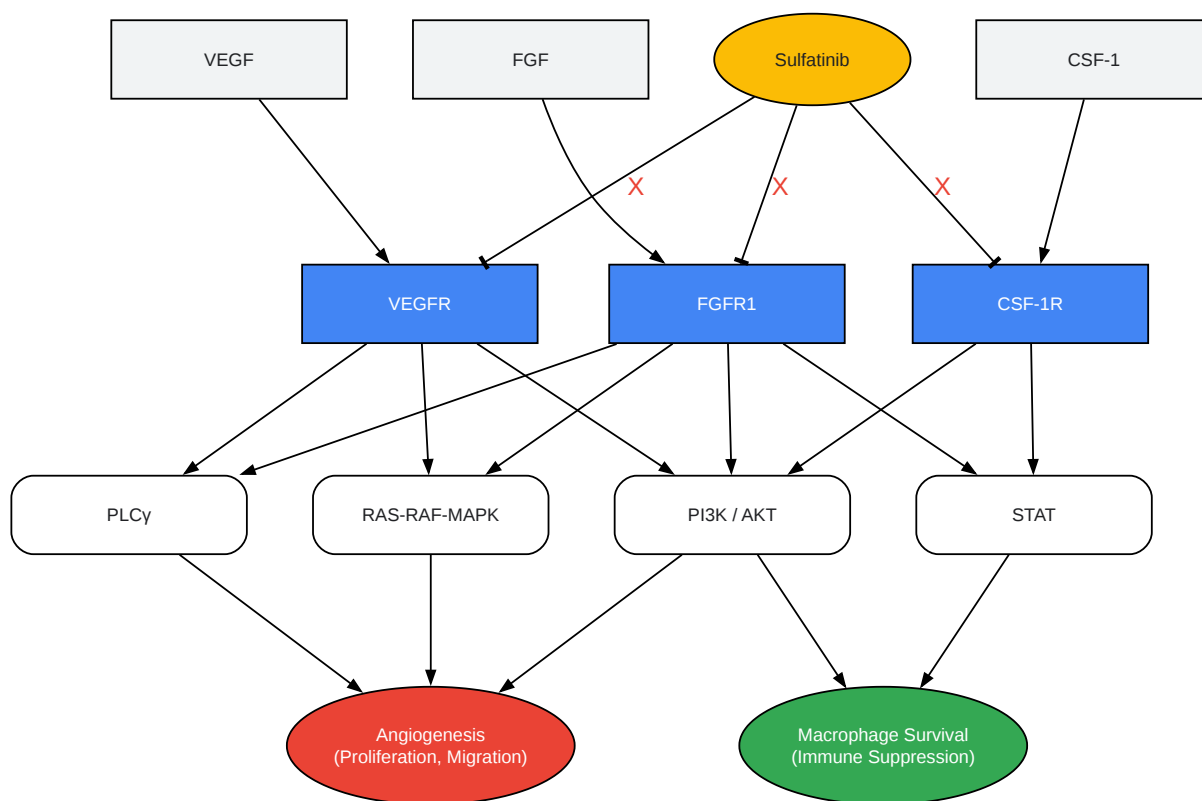 VEGF
FGF
Sulfatinib
CSF-1
X
X
X
VEGFR
FGFR1
CSF-1R
PLCγ
RAS-RAF-MAPK
PI3K / AKT
STAT
Angiogenesis
(Proliferation, Migration)
Macrophage Survival
(Immune Suppression)